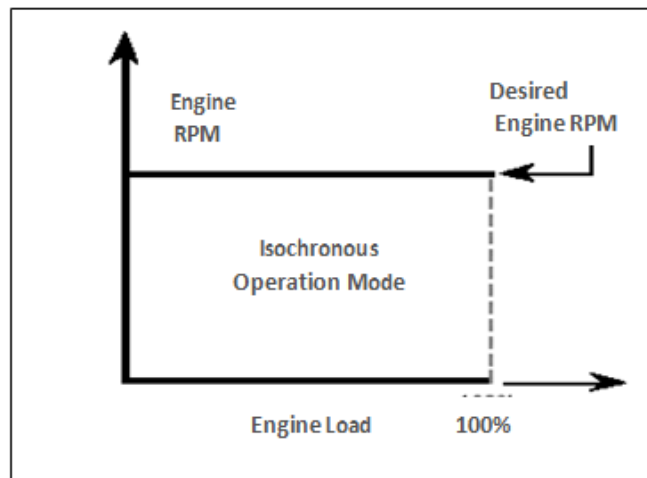 Engine
RPM
Desired
Engine RPM
Isochronous
Operation Mode
Engine Load
100%